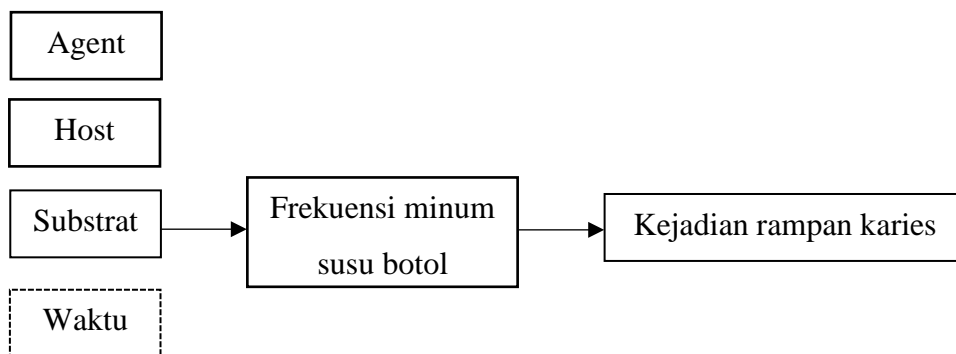 Agent
Host
Substrat
Frekuensi minum
susu botol
Kejadian rampan karies
Waktu